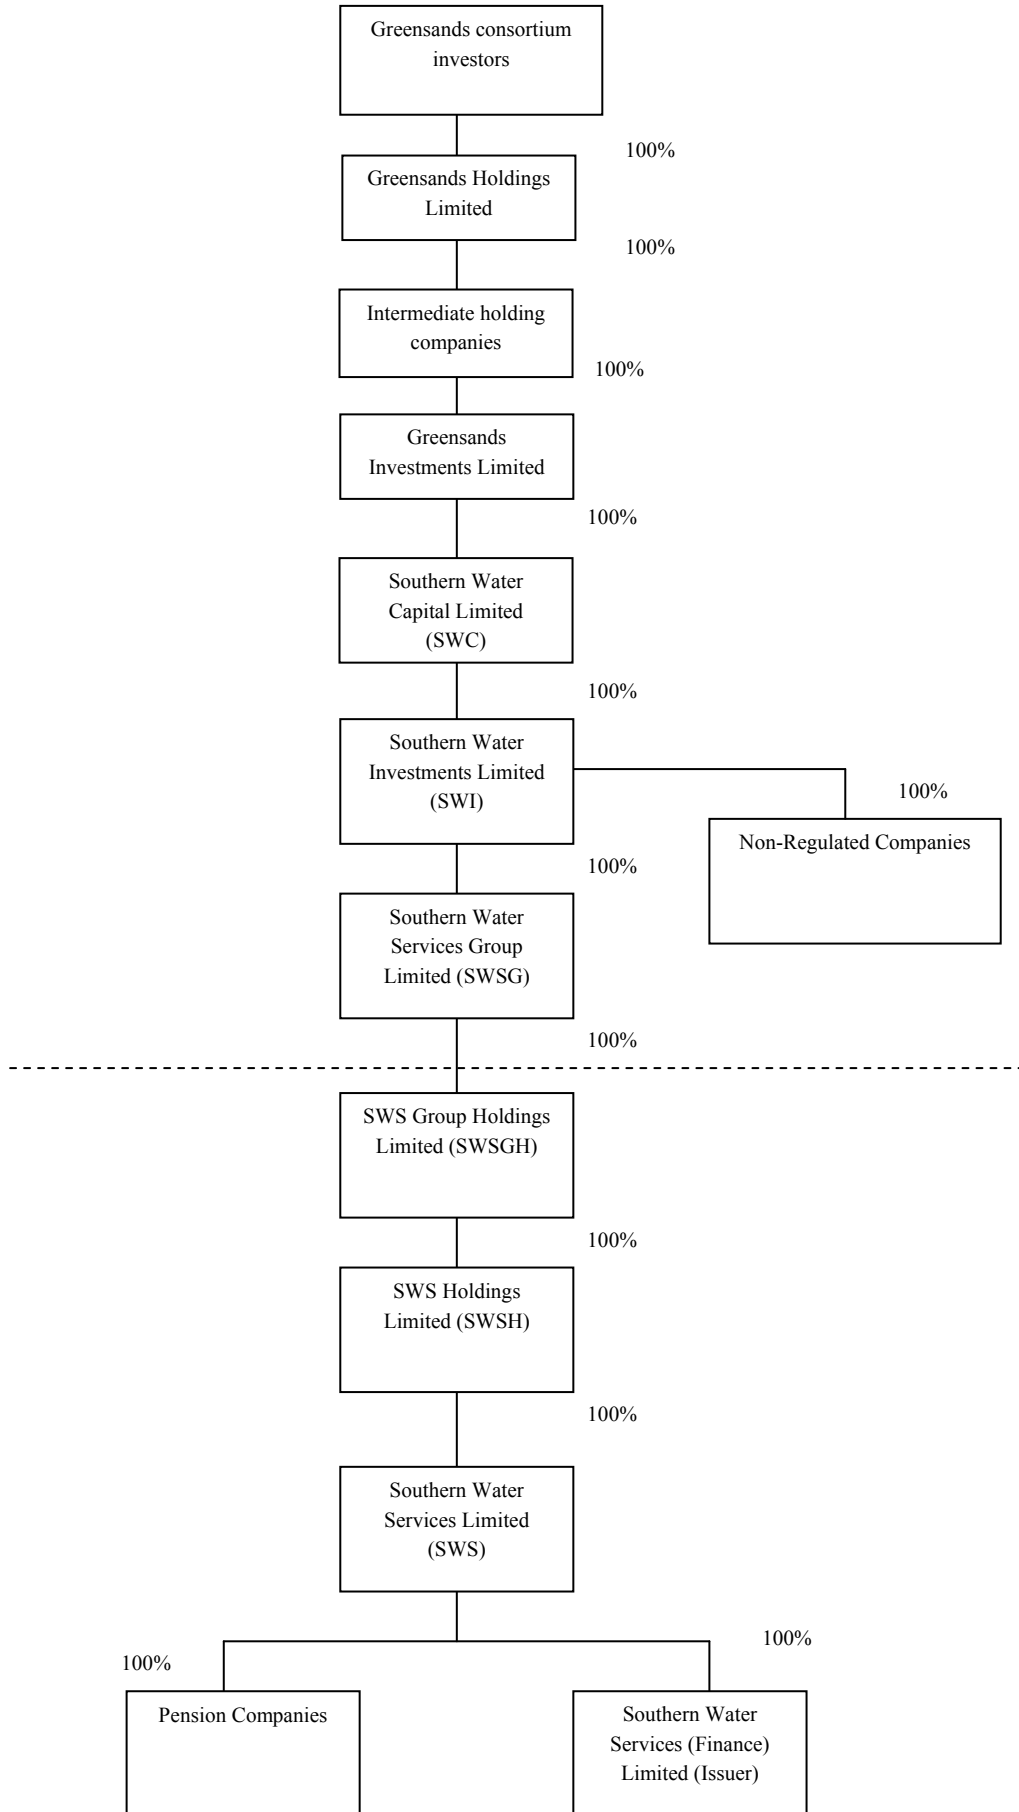 Greensands consortium
investors
100%
Greensands Holdings
Limited
100%
Intermediate holding
companies
100%
Greensands
Investments Limited
100%
Southern Water
Capital Limited
(SWC)
100%
Southern Water
Investments Limited
(SWI)
100%
Non-Regulated Companies
100%
Southern Water
Services Group
Limited (SWSG)
100%
SWS Group Holdings
Limited (SWSGH)
100%
SWS Holdings
Limited (SWSH)
100%
Southern Water
Services Limited
(SWS)
100%
100%
Pension Companies
Southern Water
Services (Finance)
Limited (Issuer)